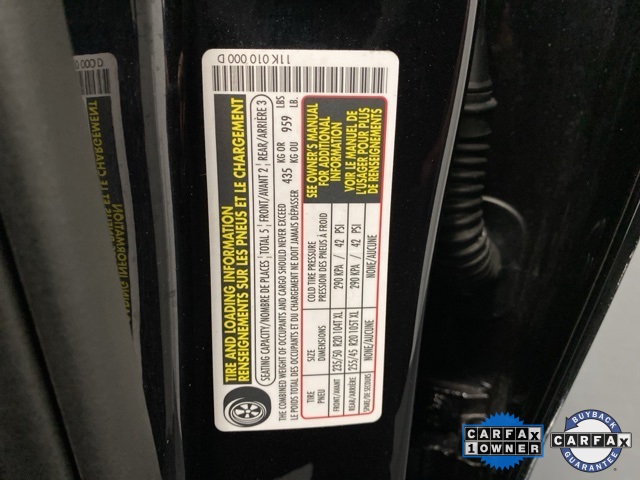 11K 010 000 D
TIRE AND LOADING INFORMATION
RENSEIGNEMENTS SUR LES PNEUS ET LE CHARGEMENT
SEATING CAPACITY/NOMBRE DE PLACES TOTAL 5 FRONT/AVANT 2 REAR/ARRIÈRE 3
THE COMBINED WEIGHT OF OCCUPANTS AND CARGO SHOULD NEVER EXCEED 435 KG OR 959 LBS
LE POIDS TOTAL DES OCCUPANTS ET DU CHARGEMENT NE DOIT JAMAIS DÉPASSER KG OU LB.
TIRE SIZE COLD TIRE PRESSURE
PNEU DIMENSIONS PRESSION DES PNEUS À FROID
FRONT/AVANT 235/50 R20 104T XL 290 KPA / 42 PSI
REAR/ARRIÈRE 255/45 R20 105T XL 290 KPA / 42 PSI
SPARE/DE SECOURS NONE/AUCUNE NONE/AUCUNE
SEE OWNER'S MANUAL
FOR ADDITIONAL
INFORMATION
VOIR LE MANUEL DE
L'USAGER POUR PLUS
DE RENSEIGNEMENTS
CARFAX
1 OWNER
BUYBACK
CARFAX
GUARANTEE